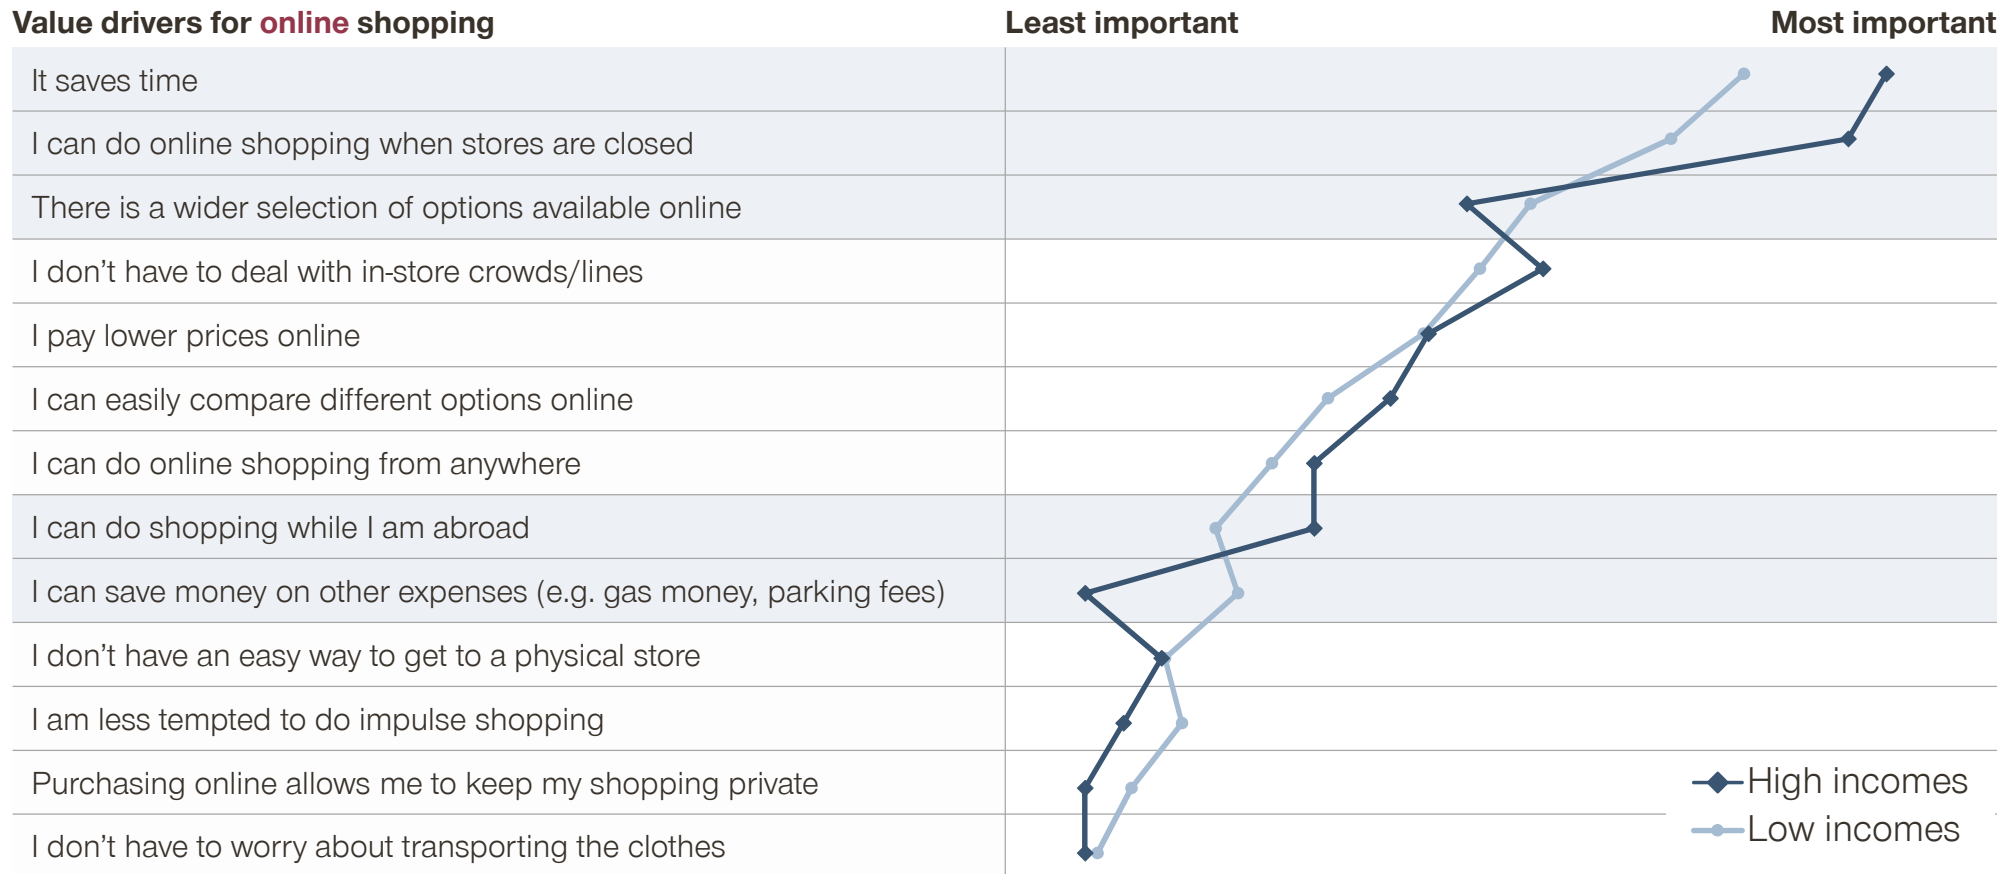 Value drivers for online shopping
Least important
Most important
It saves time
I can do online shopping when stores are closed
There is a wider selection of options available online
I don’t have to deal with in-store crowds/lines
I pay lower prices online
I can easily compare different options online
I can do online shopping from anywhere
I can do shopping while I am abroad
I can save money on other expenses (e.g. gas money, parking fees)
I don’t have an easy way to get to a physical store
I am less tempted to do impulse shopping
Purchasing online allows me to keep my shopping private
I don’t have to worry about transporting the clothes
High incomes
Low incomes